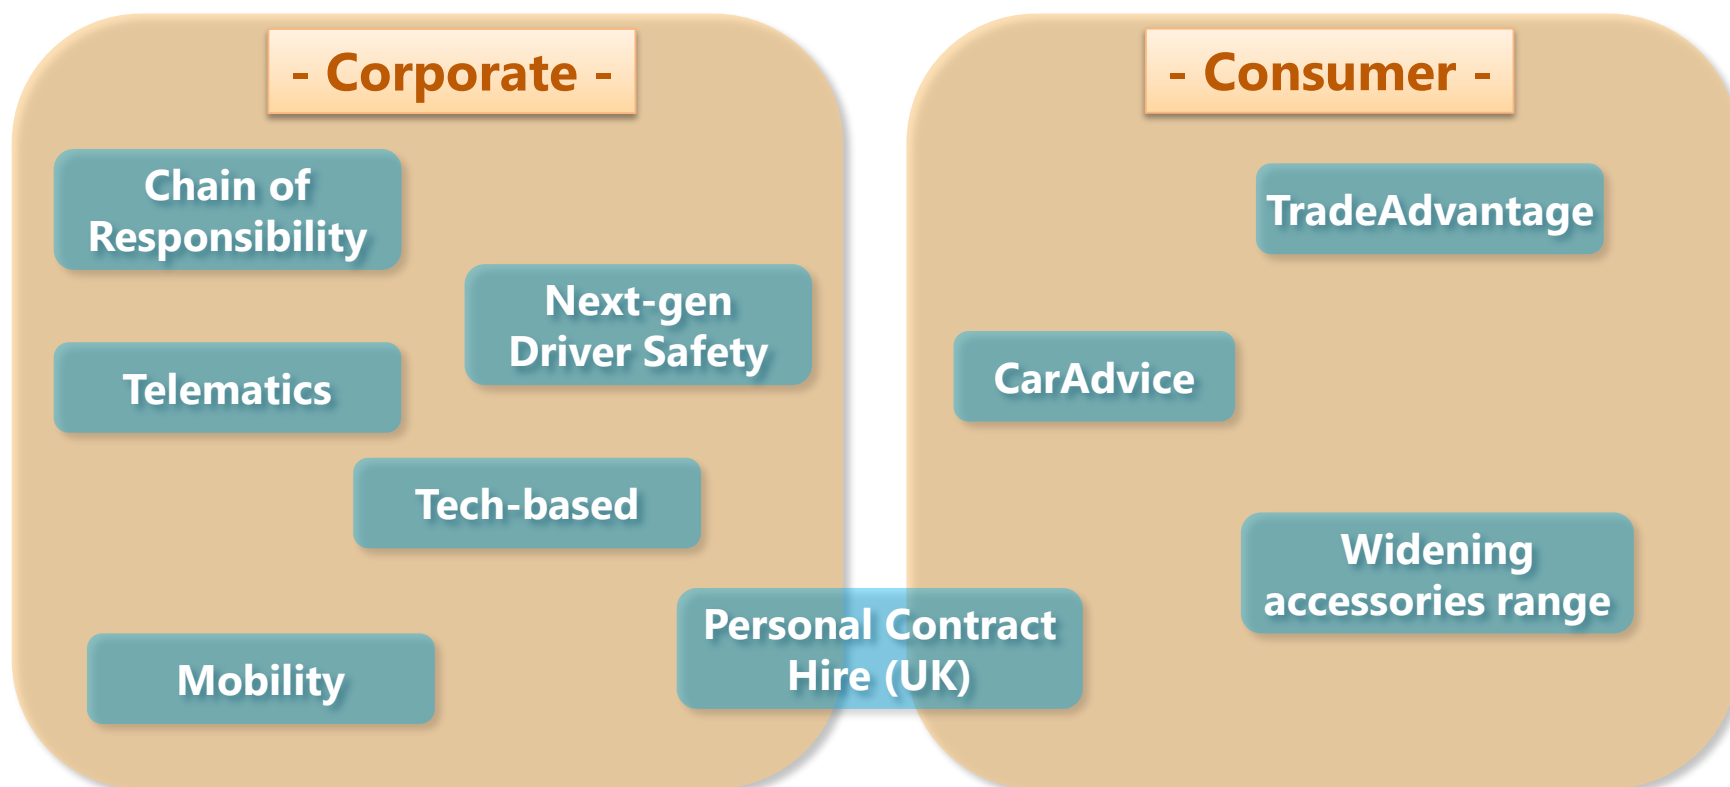 - Corporate -
Chain of
Responsibility
Next-gen
Driver Safety
Telematics
Tech-based
Personal Contract
Hire (UK)
Mobility
- Consumer -
TradeAdvantage
CarAdvice
Widening
accessories range